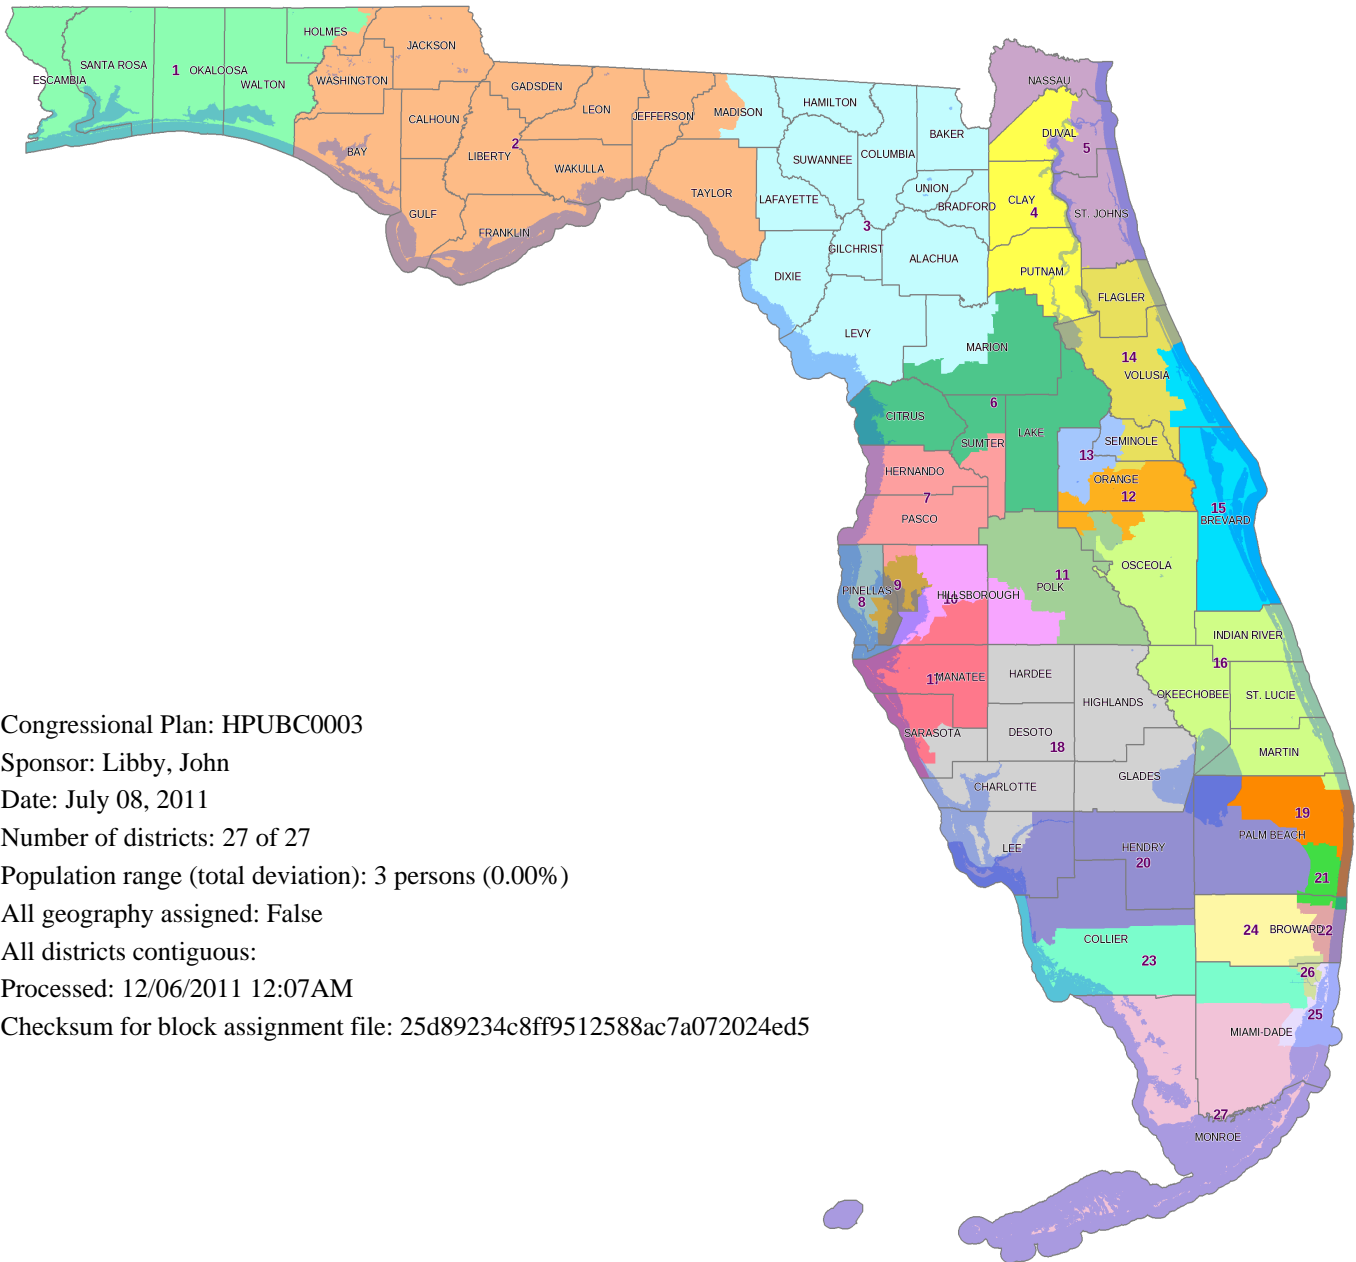 HOLMES
JACKSON
SANTA ROSA
1
OKALOOSA
ESCAMBIA
WALTON
WASHINGTON
GADSDEN
LEON
JEFFERSON
MADISON
HAMILTON
NASSAU
CALHOUN
BAY
LIBERTY
2
WAKULLA
SUWANNEE
COLUMBIA
BAKER
DUVAL
5
TAYLOR
LAFAYETTE
UNION
BRADFORD
CLAY
4
ST. JOHNS
GULF
FRANKLIN
3
GILCHRIST
ALACHUA
DIXIE
PUTNAM
FLAGLER
LEVY
MARION
14
VOLUSIA
CITRUS
6
SUMTER
LAKE
SEMINOLE
13
HERNANDO
7
ORANGE
12
PASCO
15
BREVARD
PINELLAS
8
9
10
HILLSBOROUGH
11
POLK
OSCEOLA
INDIAN RIVER
16
17
MANATEE
HARDEE
HIGHLANDS
OKEECHOBEE
ST. LUCIE
SARASOTA
DESOTO
18
MARTIN
CHARLOTTE
GLADES
19
PALM BEACH
LEE
HENDRY
20
21
COLLIER
23
24
BROWARD
22
26
25
MIAMI-DADE
27
MONROE
Congressional Plan: HPUBC0003
Sponsor: Libby, John
Date: July 08, 2011
Number of districts: 27 of 27
Population range (total deviation): 3 persons (0.00%)
All geography assigned: False
All districts contiguous:
Processed: 12/06/2011 12:07AM
Checksum for block assignment file: 25d89234c8ff9512588ac7a072024ed5